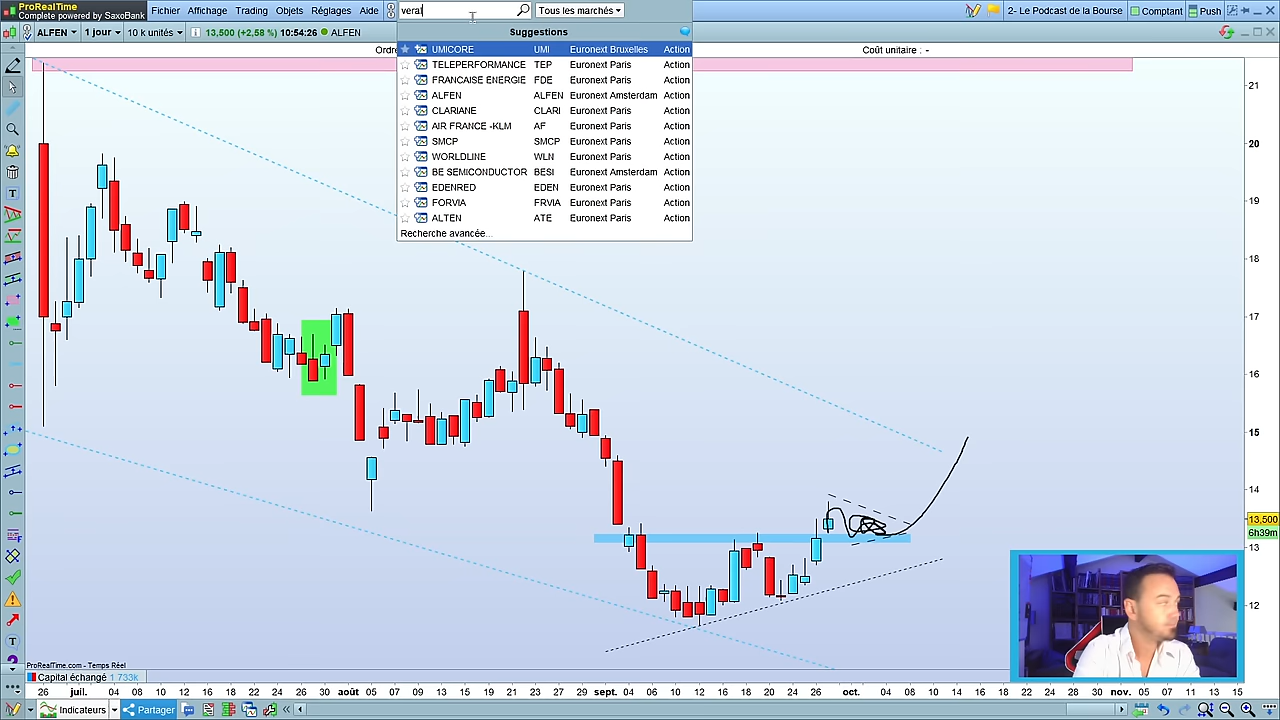 ProRealTime
Complete powered by SaxoBank
Fichier Affichage Trading Objets Réglages Aide
verat
Tous les marchés
2- Le Podcast de la Bourse
Comptant
Push
ALFEN
1 jour
10 k unités
13,500 (+2,58 %) 10:54:26
ALFEN
Suggestions
Ordre
Coût unitaire : -
UMICORE UMI Euronext Bruxelles Action
TELEPERFORMANCE TEP Euronext Paris Action
FRANCAISE ENERGIE FDE Euronext Paris Action
ALFEN ALFEN Euronext Amsterdam Action
CLARIANE CLARI Euronext Paris Action
AIR FRANCE -KLM AF Euronext Paris Action
SMCP SMCP Euronext Paris Action
WORLDLINE WLN Euronext Paris Action
BE SEMICONDUCTOR BESI Euronext Amsterdam Action
EDENRED EDEN Euronext Paris Action
FORVIA FRVIA Euronext Paris Action
ALTEN ATE Euronext Paris Action
Recherche avancée...
21
20
19
18
17
16
15
14
13,500
6h39m
13
12
ProRealTime.com - Temps Réel
Capital échangé 1 733k
26 juil. 04 08 10 12 16 18 22 24 26 30 août 05 07 09 13 15 19 21 23 27 29 sept. 04 06 10 12 16 18 20 24 26 oct. 04 08 10 14 16 18 22 24 28 30 nov. 05 07 11 13 15
Indicateurs
Partager